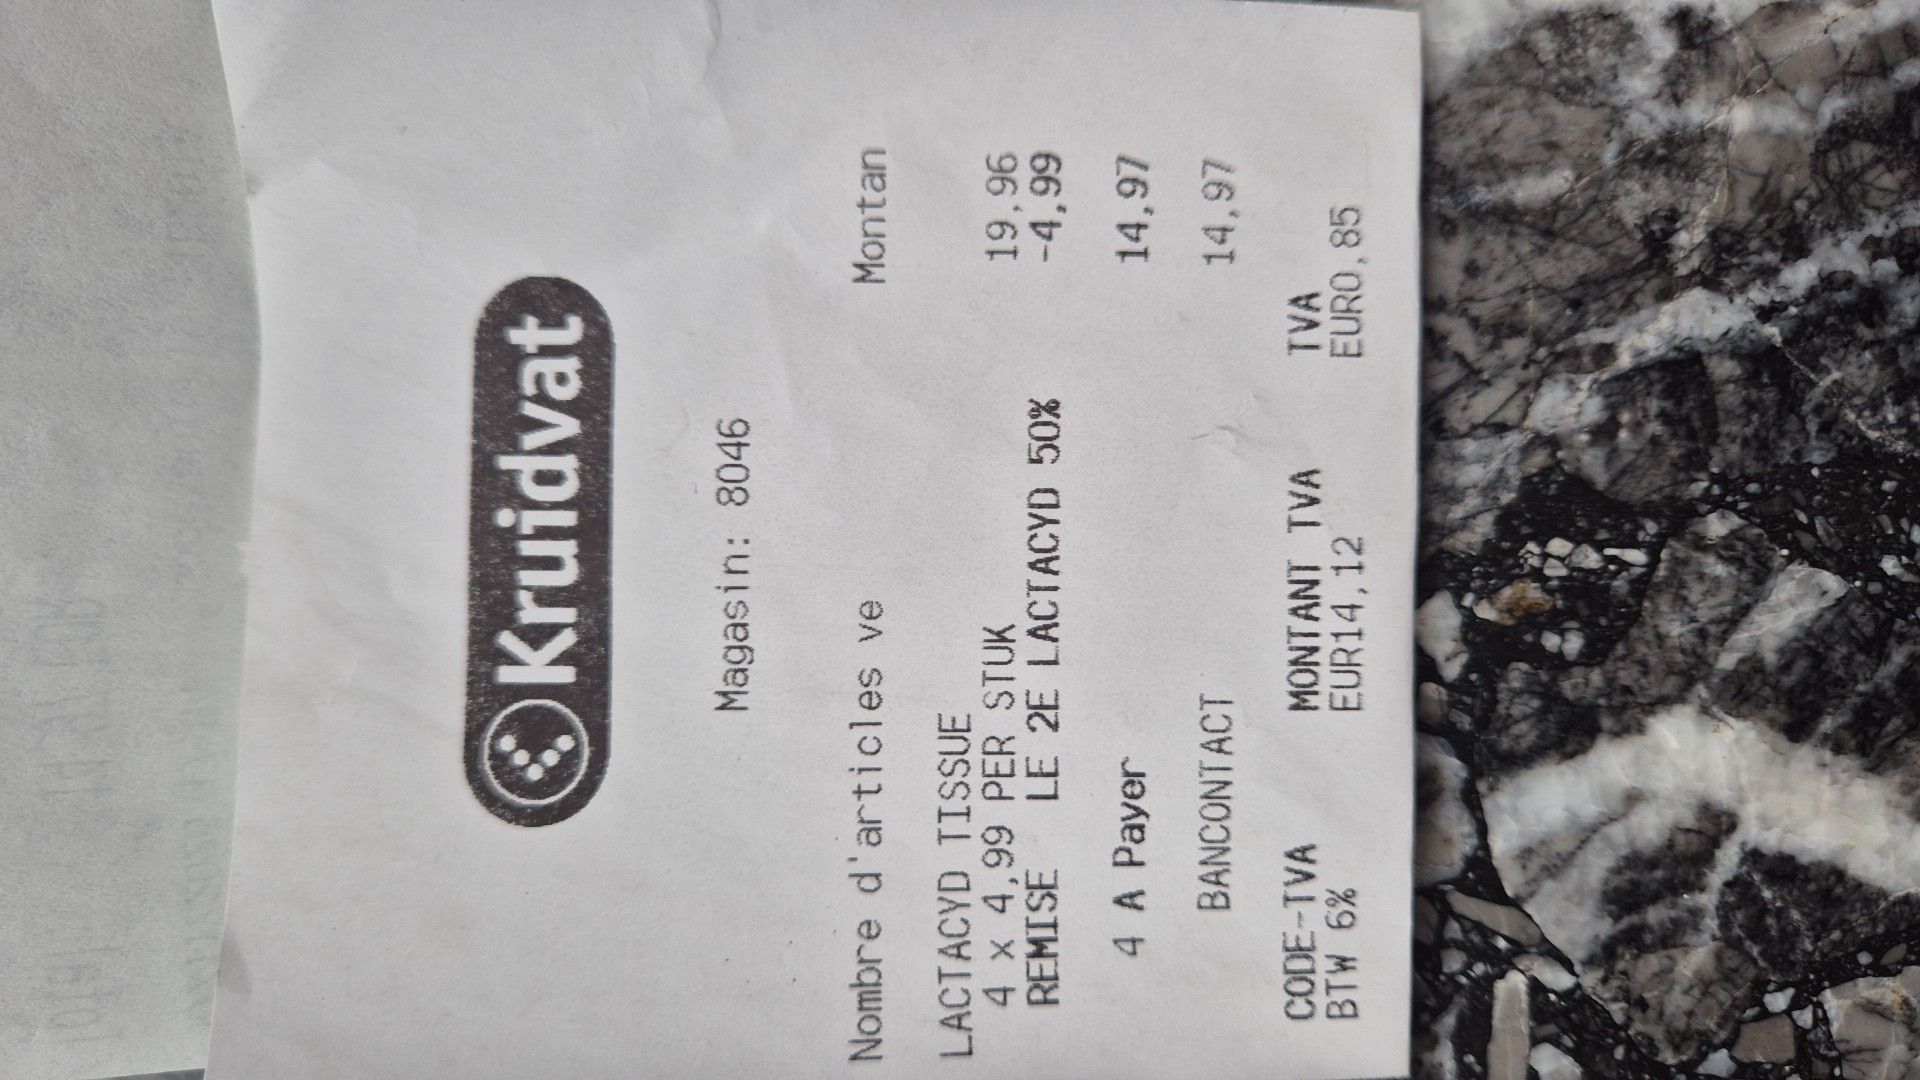 Kruidvat
Magasin: 8046
Nombre d'articles ve Montan
LACTACYD TISSUE
4 x 4,99 PER STUK 19,96
REMISE LE 2E LACTACYD 50% -4,99
4 A Payer 14,97
BANCONTACT 14,97
CODE-TVA MONTANT TVA TVA
BTW 6% EUR14,12 EUR0,85